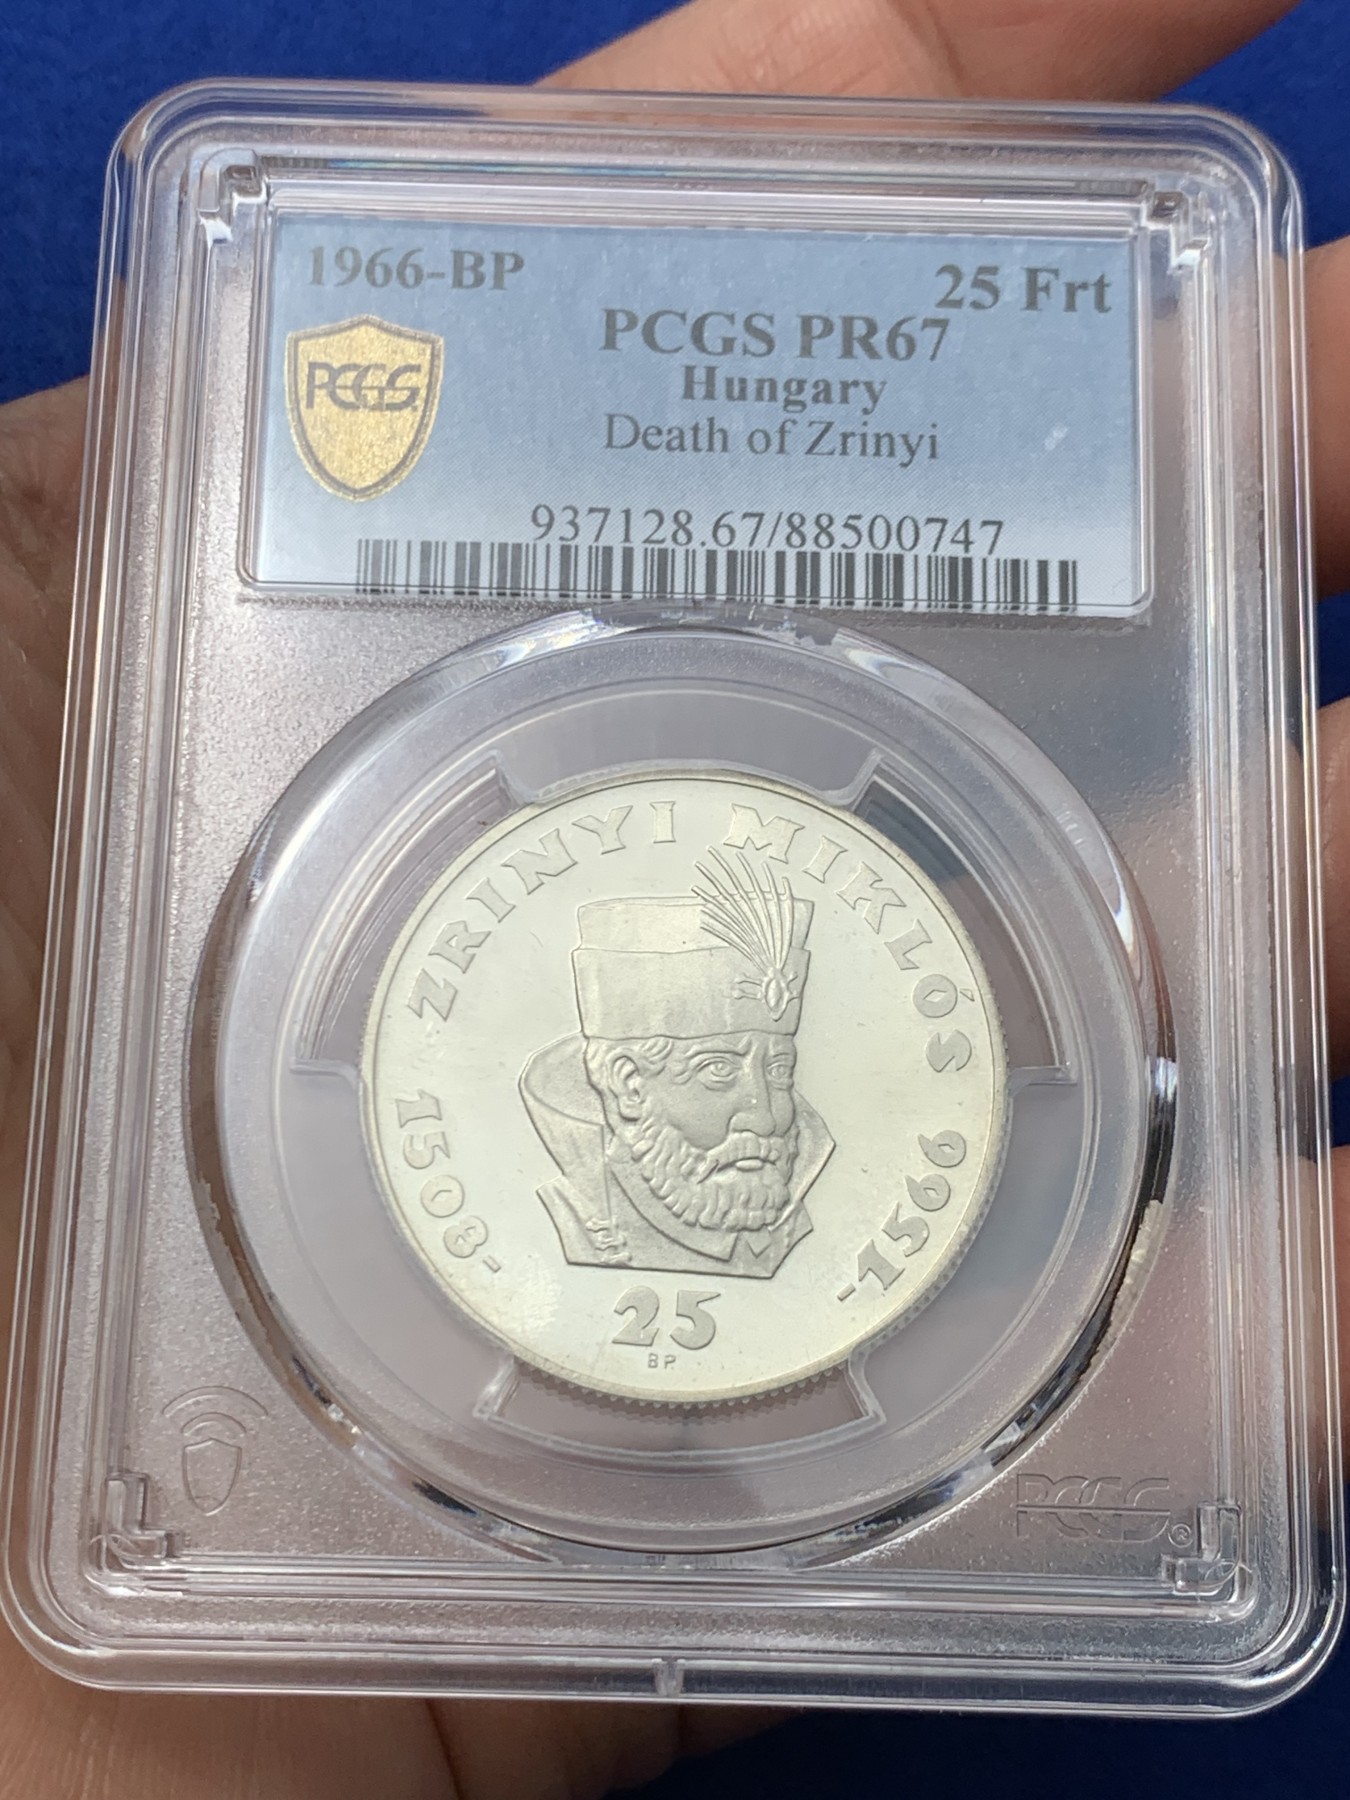 1966-BP
25 Frt
PCGS PR67
PCGS
Hungary
Death of Zrinyi
937128.67/88500747
1508- ZRINYI MIKLÓS -1566
25
BP.
PCGS®